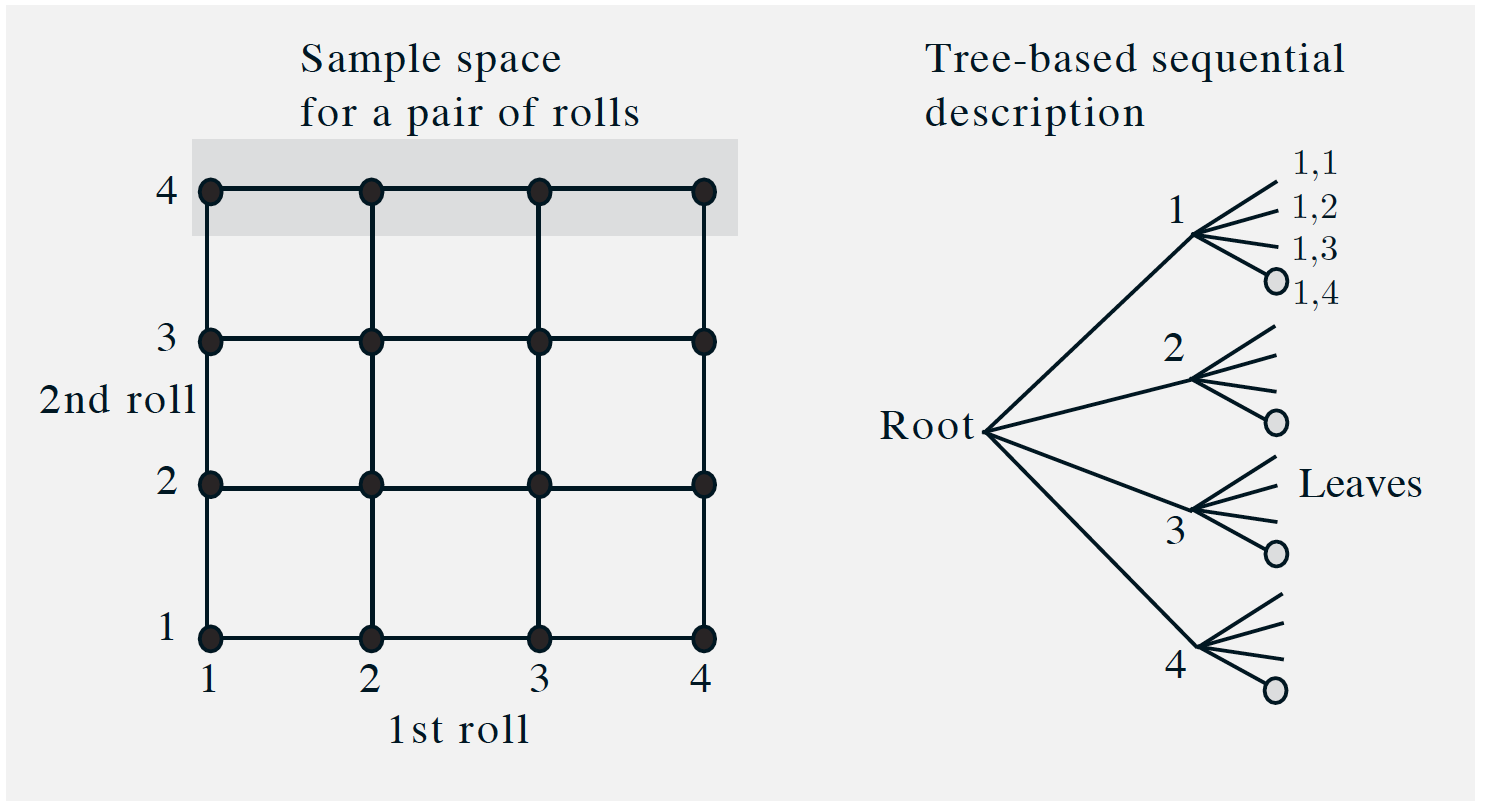 Sample space
for a pair of rolls
4
3
2nd roll
2
1
1
2
3
4
1st roll
Tree-based sequential
description
1,1
1
1,2
1,3
1,4
2
Root
Leaves
3
4